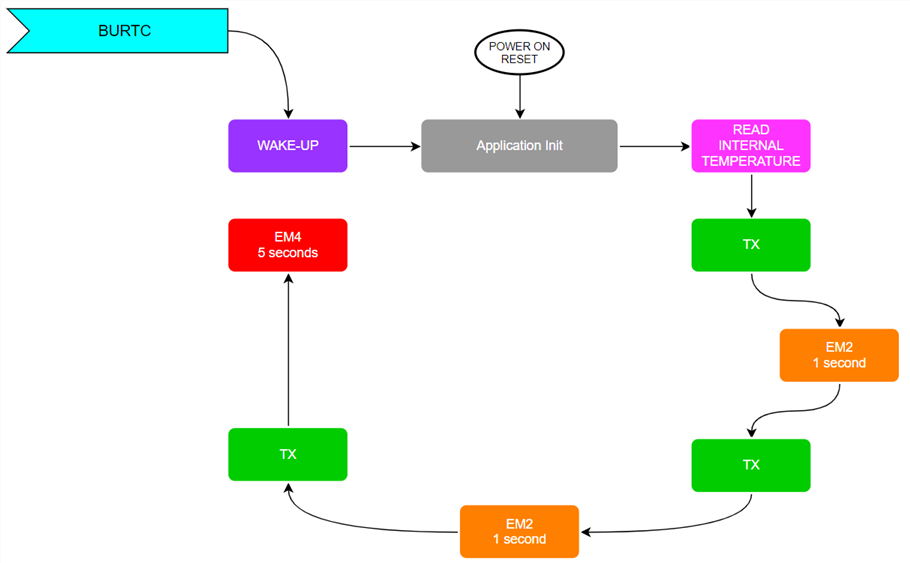 BURTC
POWER ON
RESET
WAKE-UP
Application Init
READ
INTERNAL
TEMPERATURE
EM4
5 seconds
TX
EM2
1 second
TX
TX
EM2
1 second